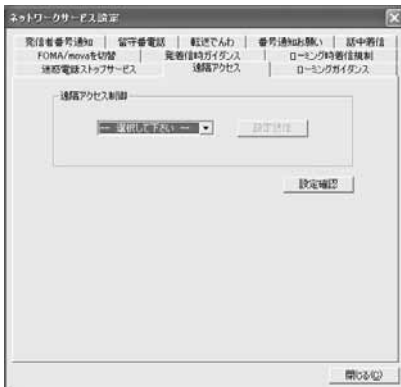 ネットワークサービス設定
発信者番号通知 留守番電話 転送でんわ 番号通知お願い 話中着信
FOMA/movaを切替 発着信時ガイダンス ローミング時着信規制
迷惑電話ストップサービス 遠隔アクセス ローミングガイダンス
遠隔アクセス制御
-- 選択して下さい -- 設定送信
設定確認
閉じる(C)